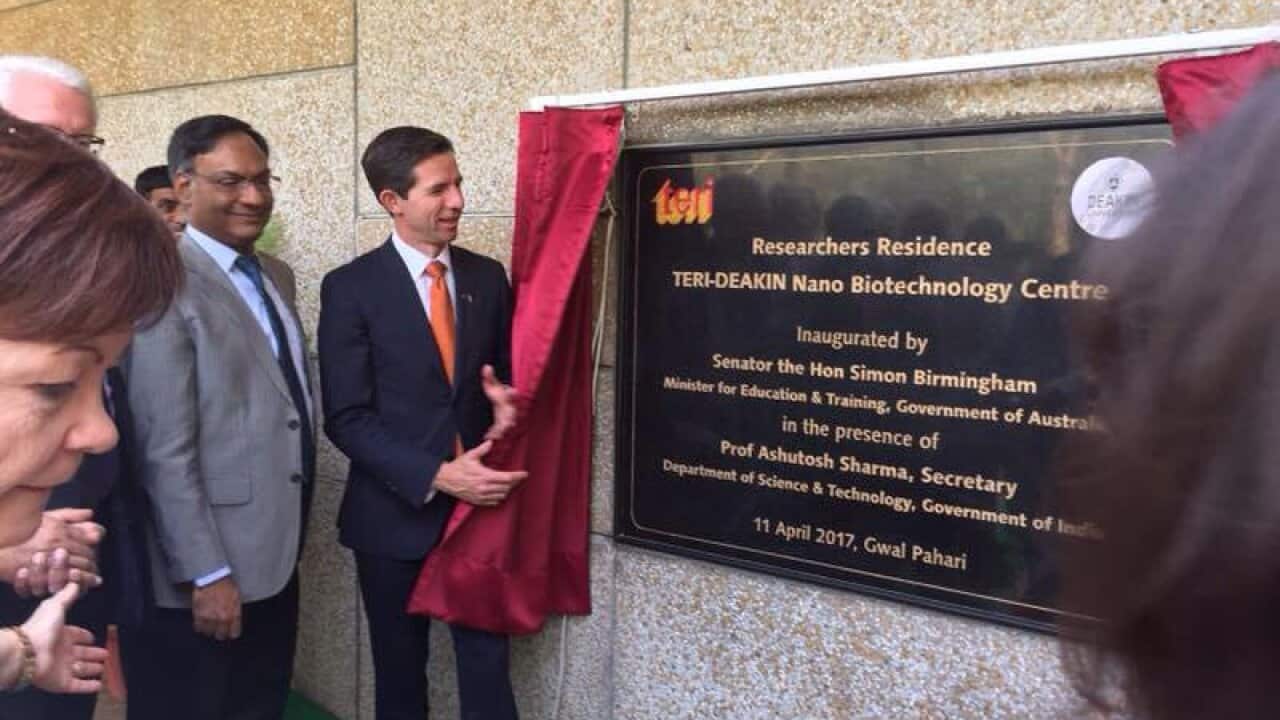 teri
DEAKIN
Researchers Residence
TERI-DEAKIN Nano Biotechnology Centre
Inaugurated by
Senator the Hon Simon Birmingham
Minister for Education & Training, Government of Australi
in the presence of
Prof Ashutosh Sharma, Secretary
Department of Science & Technology, Government of India
11 April 2017, Gwal Pahari